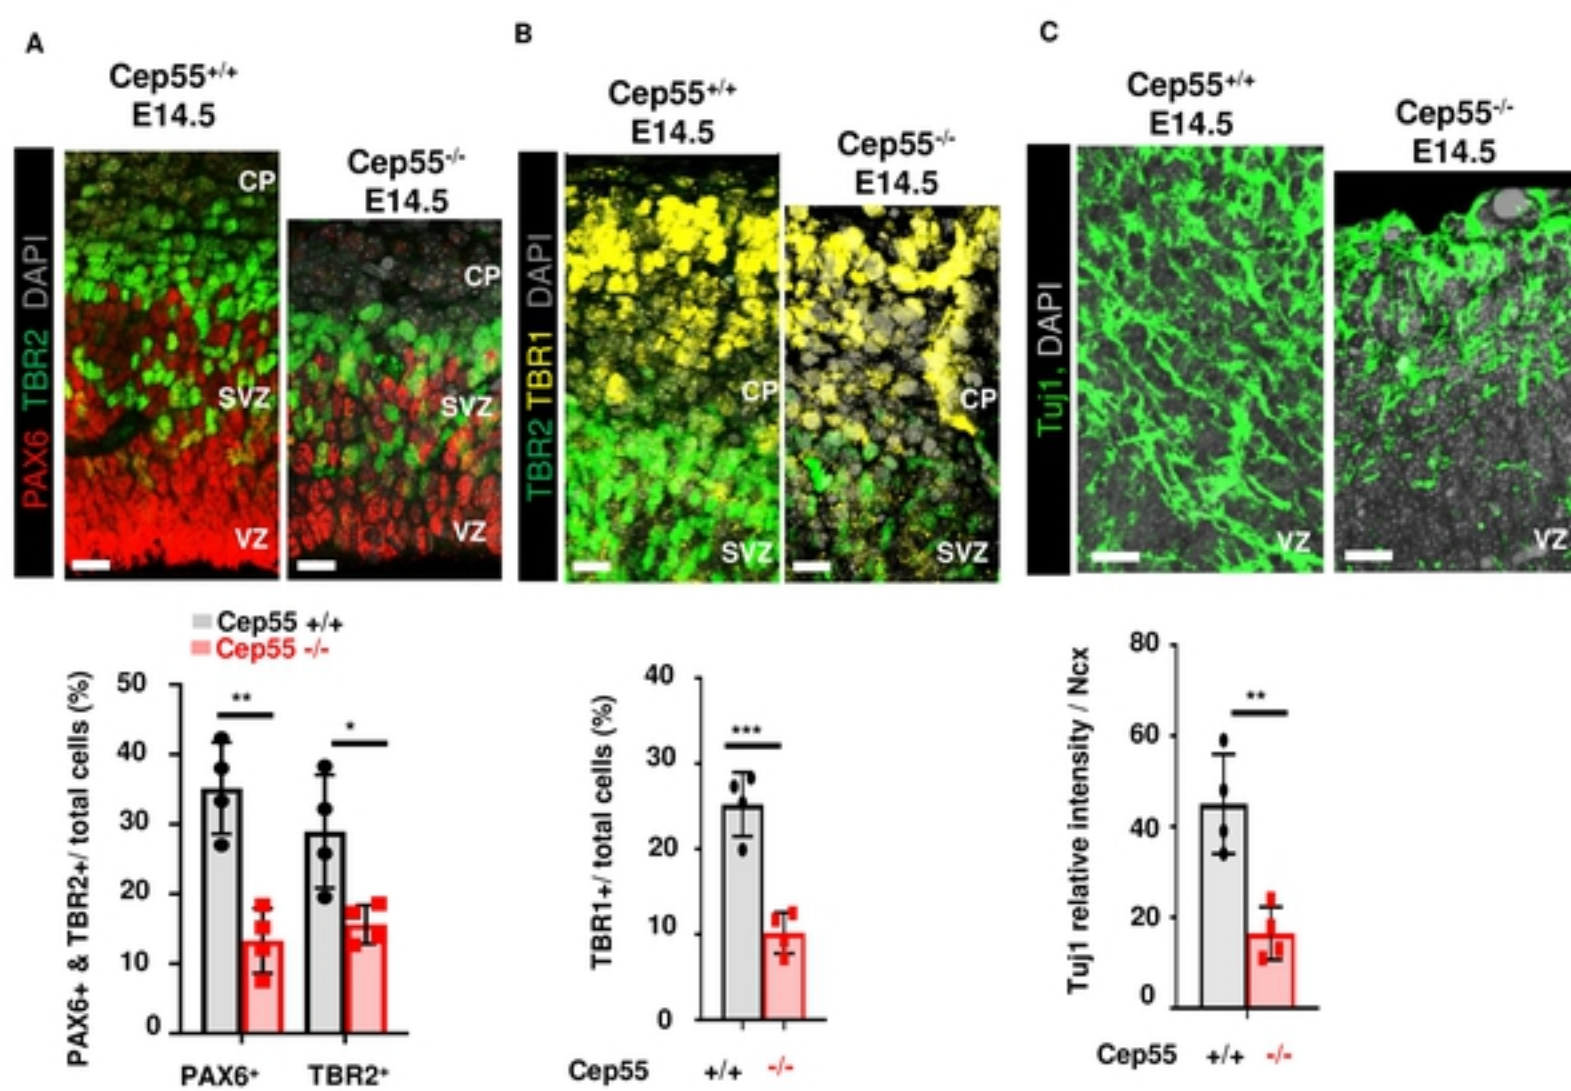 A
Cep55+/+
E14.5
Cep55-/-
E14.5
PAX6 TBR2 DAPI
CP
SVZ
VZ
CP
SVZ
VZ
B
Cep55+/+
E14.5
Cep55-/-
E14.5
TBR2 TBR1 DAPI
CP
SVZ
CP
SVZ
C
Cep55+/+
E14.5
Cep55-/-
E14.5
Tuj1, DAPI
VZ
VZ
Cep55 +/+
Cep55 -/-
PAX6+ & TBR2+/ total cells (%)
50
40
30
20
10
0
**
*
PAX6+
TBR2+
TBR1+/ total cells (%)
40
30
20
10
0
***
Cep55 +/+ -/-
Tuj1 relative intensity / Ncx
80
60
40
20
0
**
Cep55 +/+ -/-